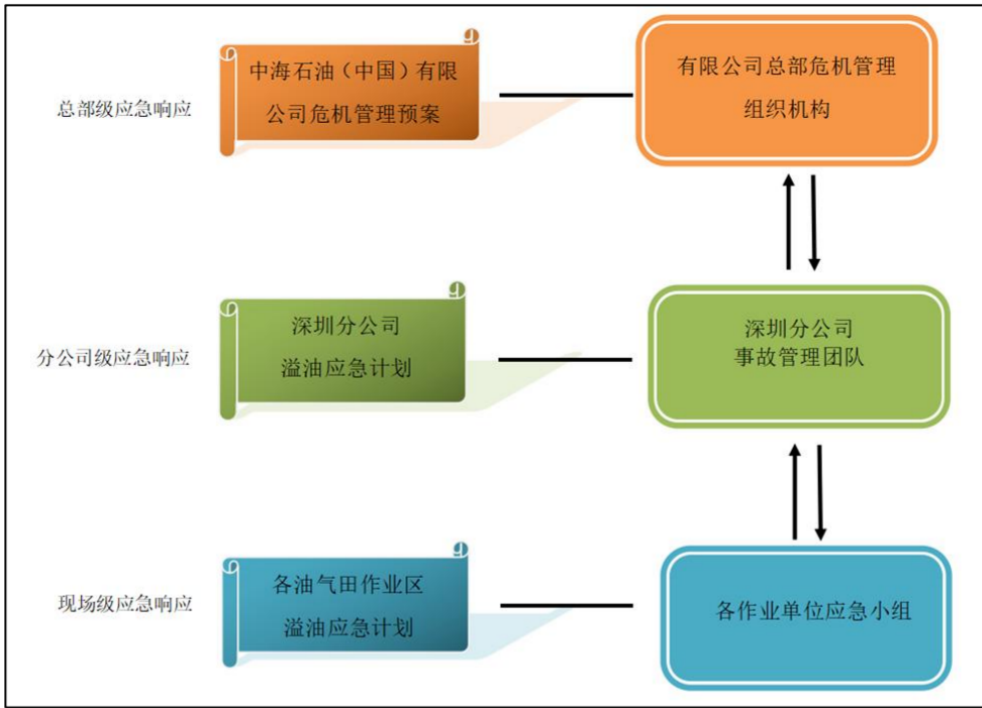 总部级应急响应
中海石油（中国）有限
公司危机管理预案
有限公司总部危机管理
组织机构
分公司级应急响应
深圳分公司
溢油应急计划
深圳分公司
事故管理团队
现场级应急响应
各油气田作业区
溢油应急计划
各作业单位应急小组